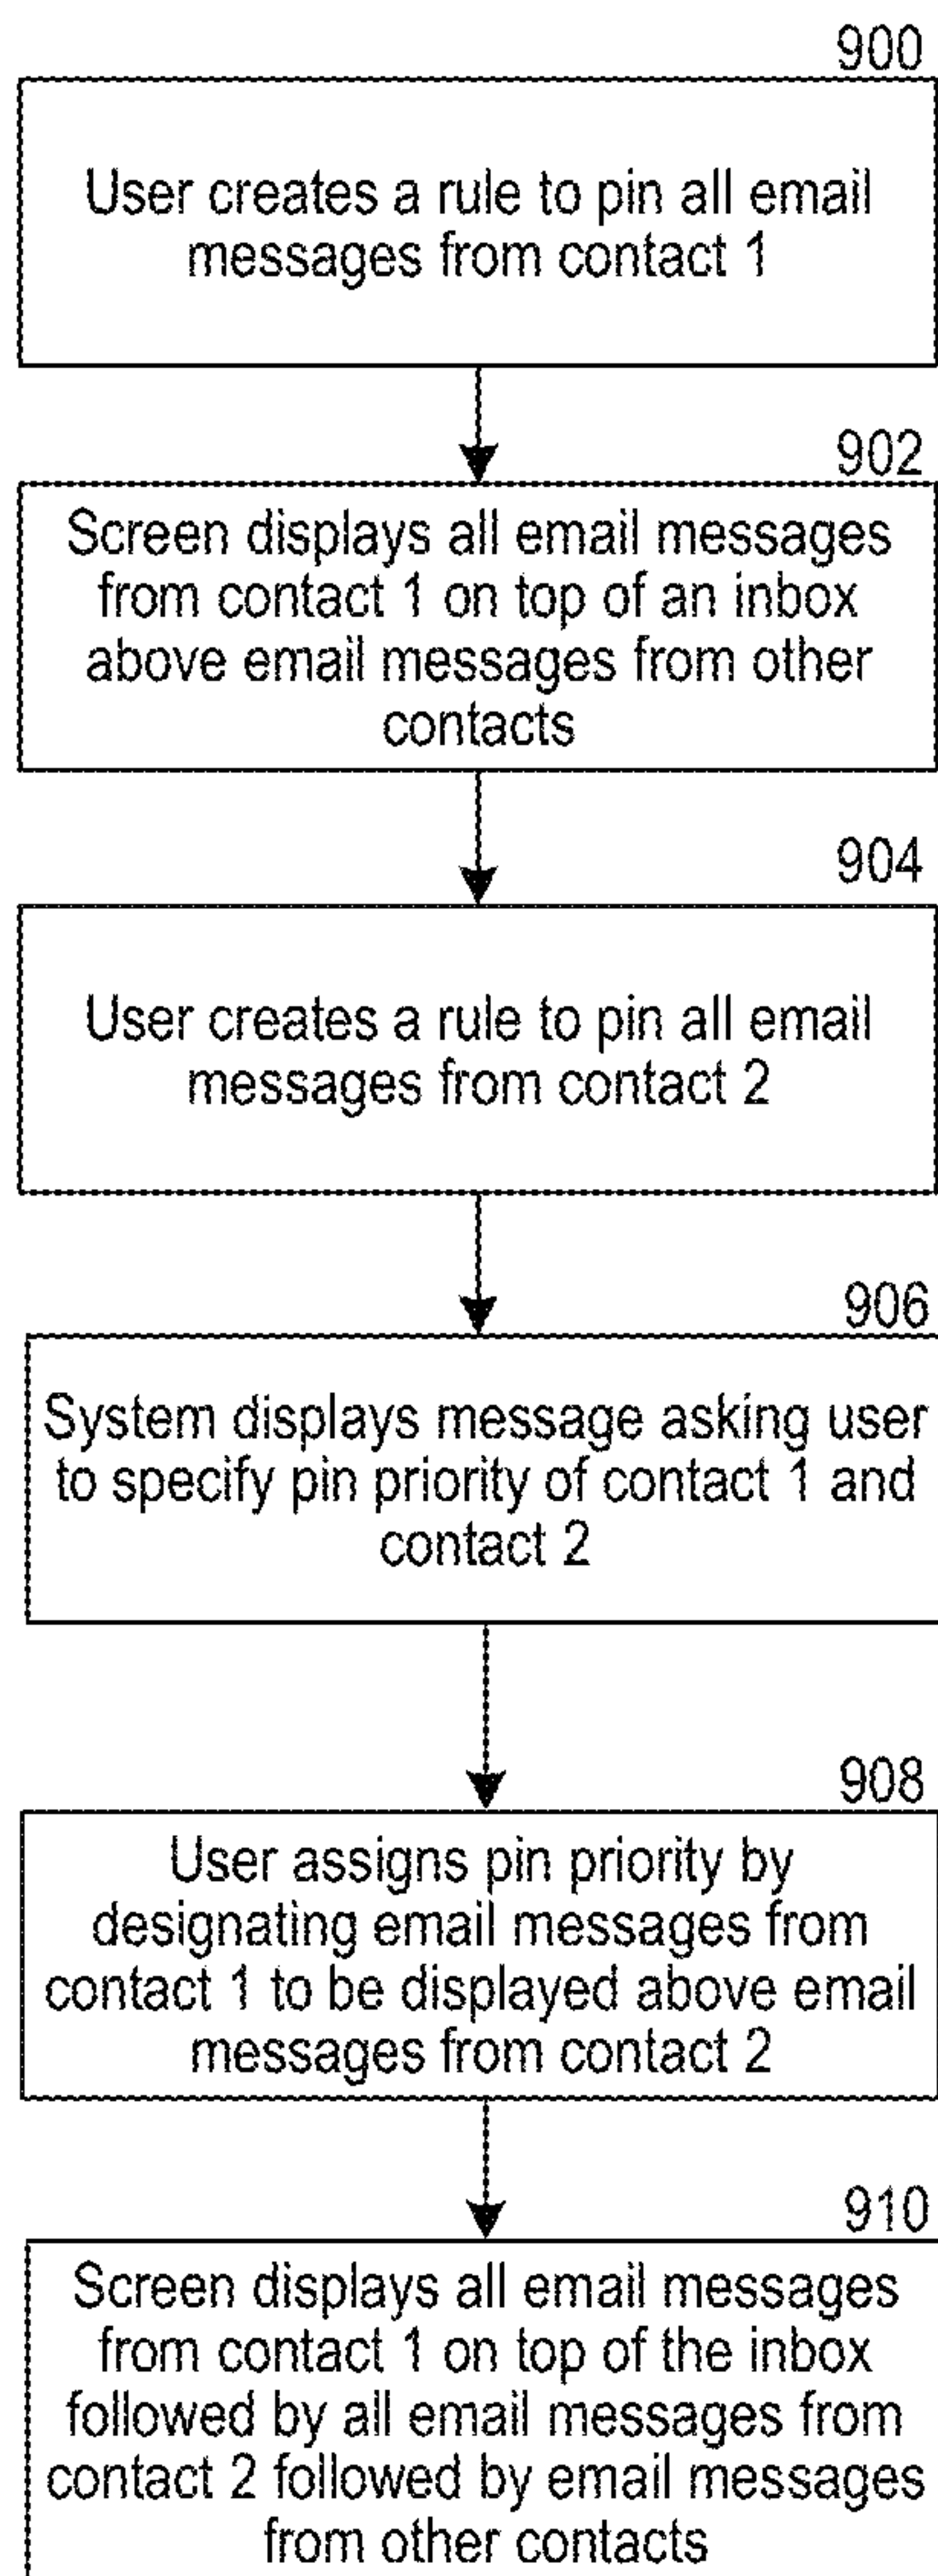 900
User creates a rule to pin all email
messages from contact 1
902
Screen displays all email messages
from contact 1 on top of an inbox
above email messages from other
contacts
904
User creates a rule to pin all email
messages from contact 2
906
System displays message asking user
to specify pin priority of contact 1 and
contact 2
908
User assigns pin priority by
designating email messages from
contact 1 to be displayed above email
messages from contact 2
910
Screen displays all email messages
from contact 1 on top of the inbox
followed by all email messages from
contact 2 followed by email messages
from other contacts